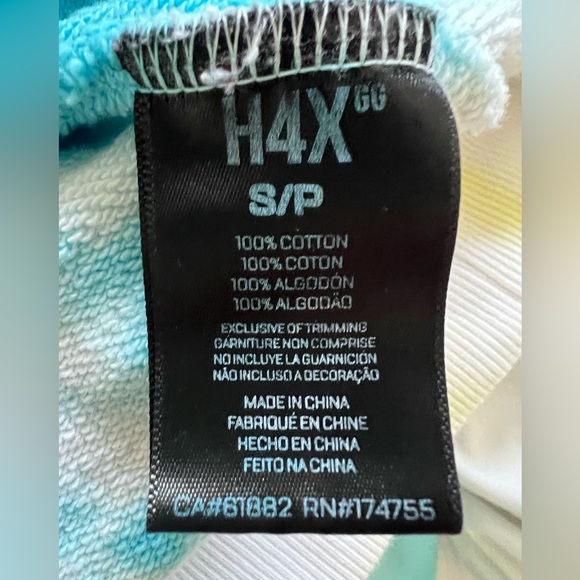 H4X GG
S/P
100% COTTON
100% COTON
100% ALGODÓN
100% ALGODÃO
EXCLUSIVE OF TRIMMING
GARNITURE NON COMPRISE
NO INCLUYE LA GUARNICIÓN
NÃO INCLUSO A DECORAÇÃO
MADE IN CHINA
FABRIQUÉ EN CHINE
HECHO EN CHINA
FEITO NA CHINA
CA#61882 RN#174755